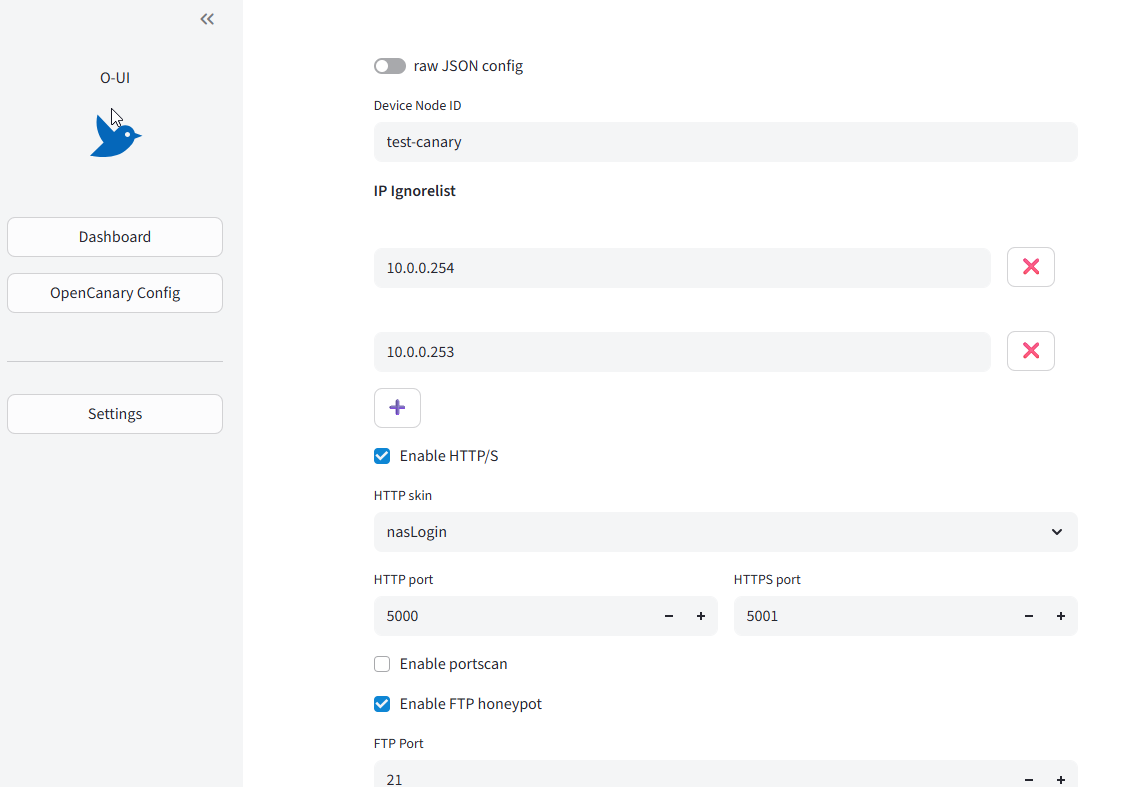 O-UI
Dashboard
OpenCanary Config
Settings
raw JSON config
Device Node ID
test-canary
IP Ignorelist
10.0.0.254
10.0.0.253
Enable HTTP/S
HTTP skin
nasLogin
HTTP port
HTTPS port
5000
5001
Enable portscan
Enable FTP honeypot
FTP Port
21